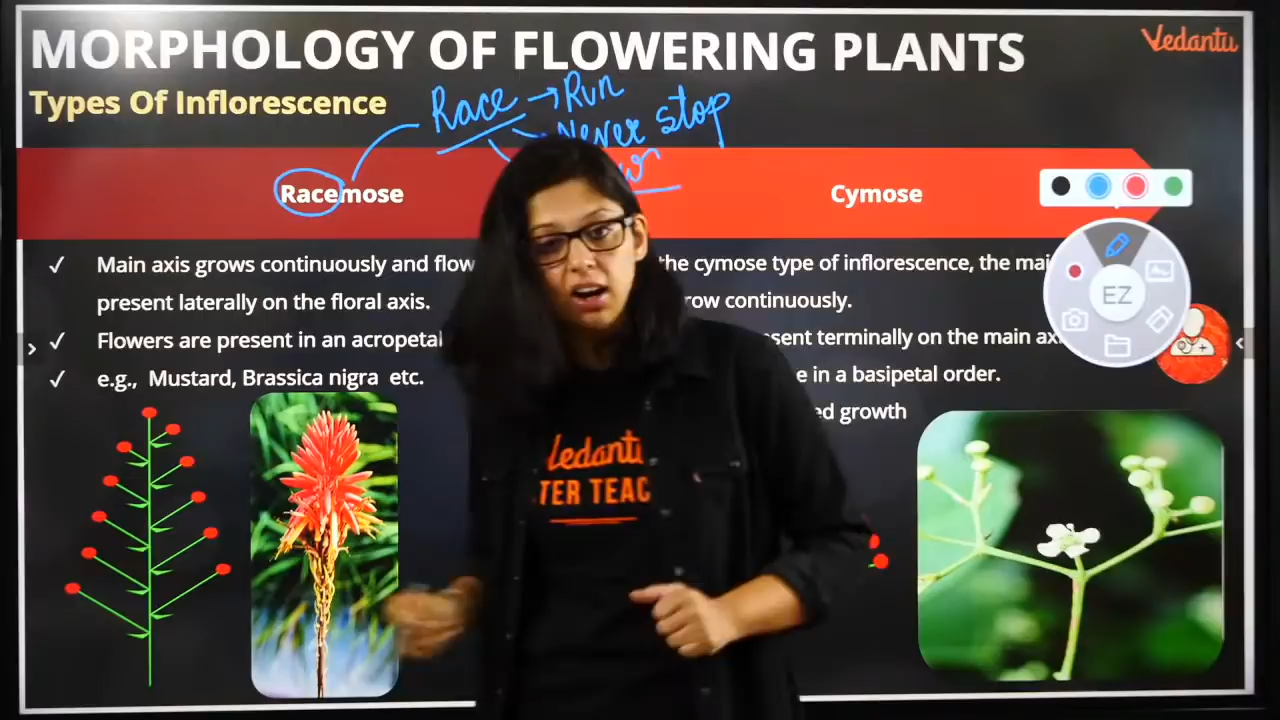 MORPHOLOGY OF FLOWERING PLANTS
Vedantu
Types Of Inflorescence
Race → Run
Never stop
Racemose
Cymose
✓ Main axis grows continuously and flow
present laterally on the floral axis.
✓ Flowers are present in an acropetal
✓ e.g., Mustard, Brassica nigra etc.
the cymose type of inflorescence, the mai
row continuously.
sent terminally on the main ax
e in a basipetal order.
ed growth
EZ
Vedantu
TER TEAC